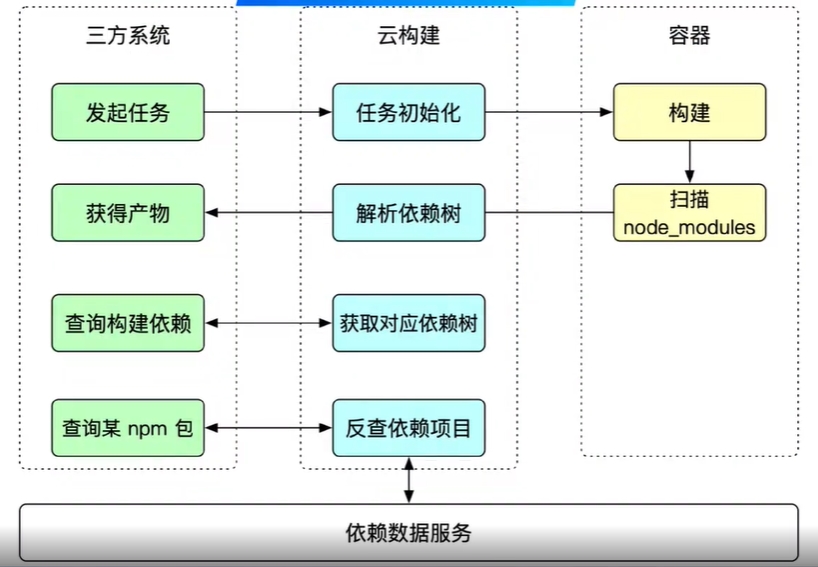 三方系统
云构建
容器
发起任务
任务初始化
构建
获得产物
解析依赖树
扫描
node_modules
查询构建依赖
获取对应依赖树
查询某 npm 包
反查依赖项目
依赖数据服务